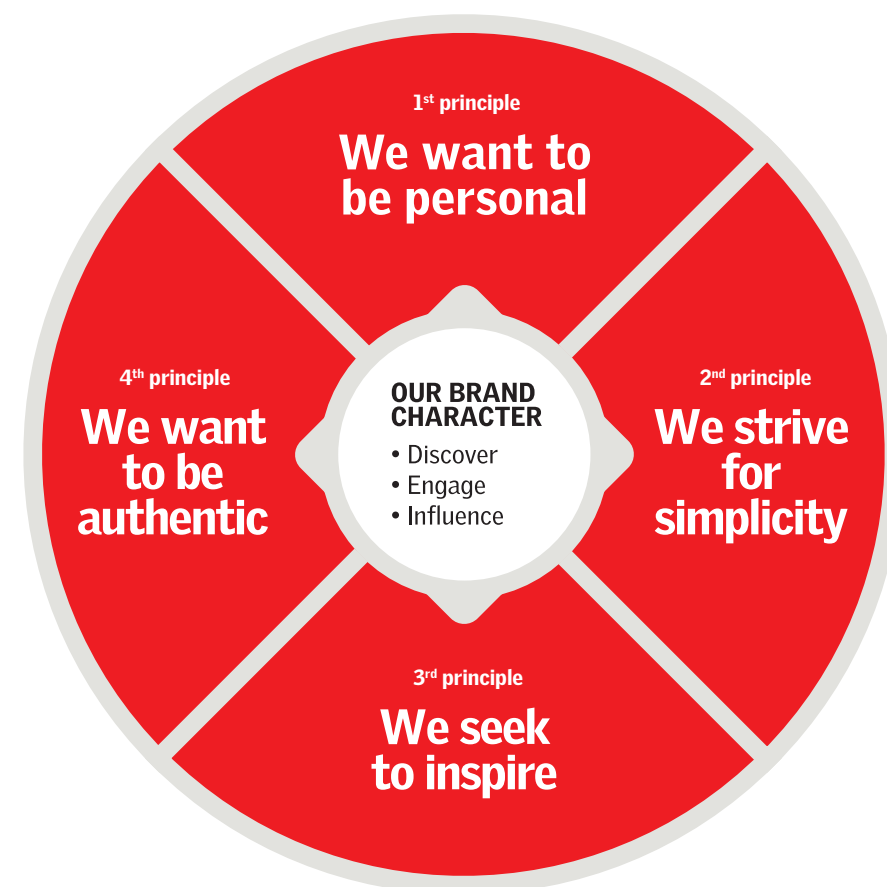 1st principle
We want to
be personal
2nd principle
We strive
for
simplicity
3rd principle
We seek
to inspire
4th principle
We want
to be
authentic
OUR BRAND
CHARACTER
• Discover
• Engage
• Influence